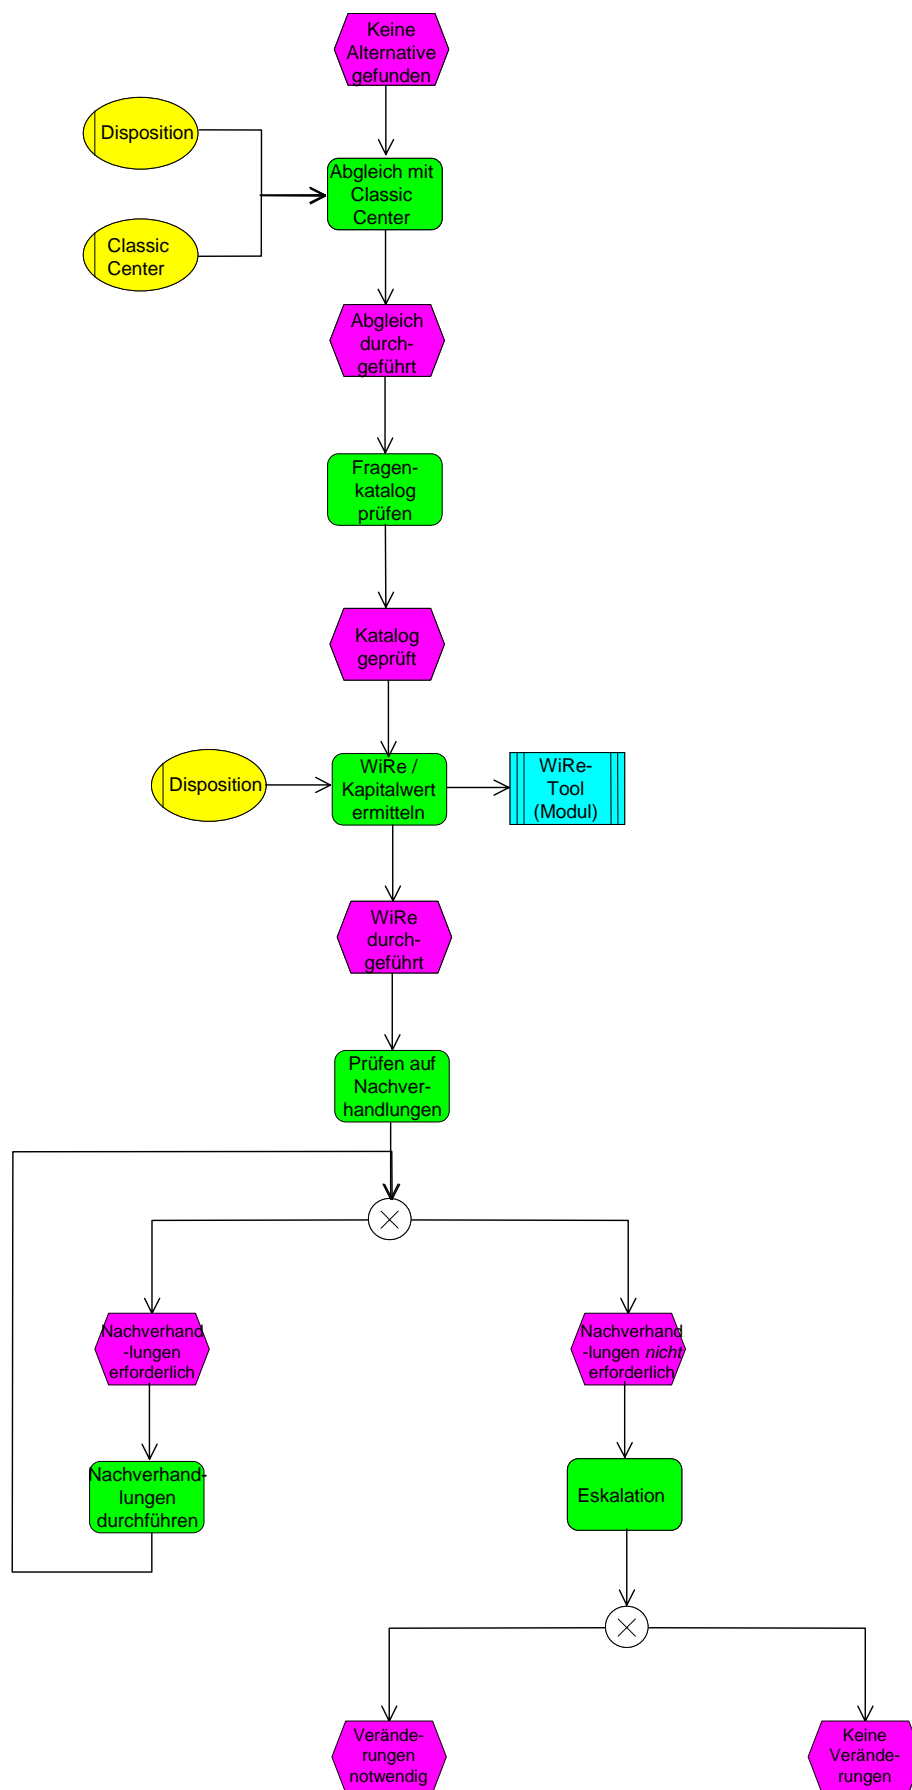 Keine
Alternative
gefunden
Disposition
Abgleich mit
Classic
Center
Classic
Center
Abgleich
durch-
geführt
Fragen-
katalog
prüfen
Katalog
geprüft
Disposition
WiRe /
Kapitalwert
ermitteln
WiRe-
Tool
(Modul)
WiRe
durch-
geführt
Prüfen auf
Nachver-
handlungen
Nachverhand
-lungen
erforderlich
Nachverhand
-lungen nicht
erforderlich
Nachverhand-
lungen
durchführen
Eskalation
Verände-
rungen
notwendig
Keine
Verände-
rungen